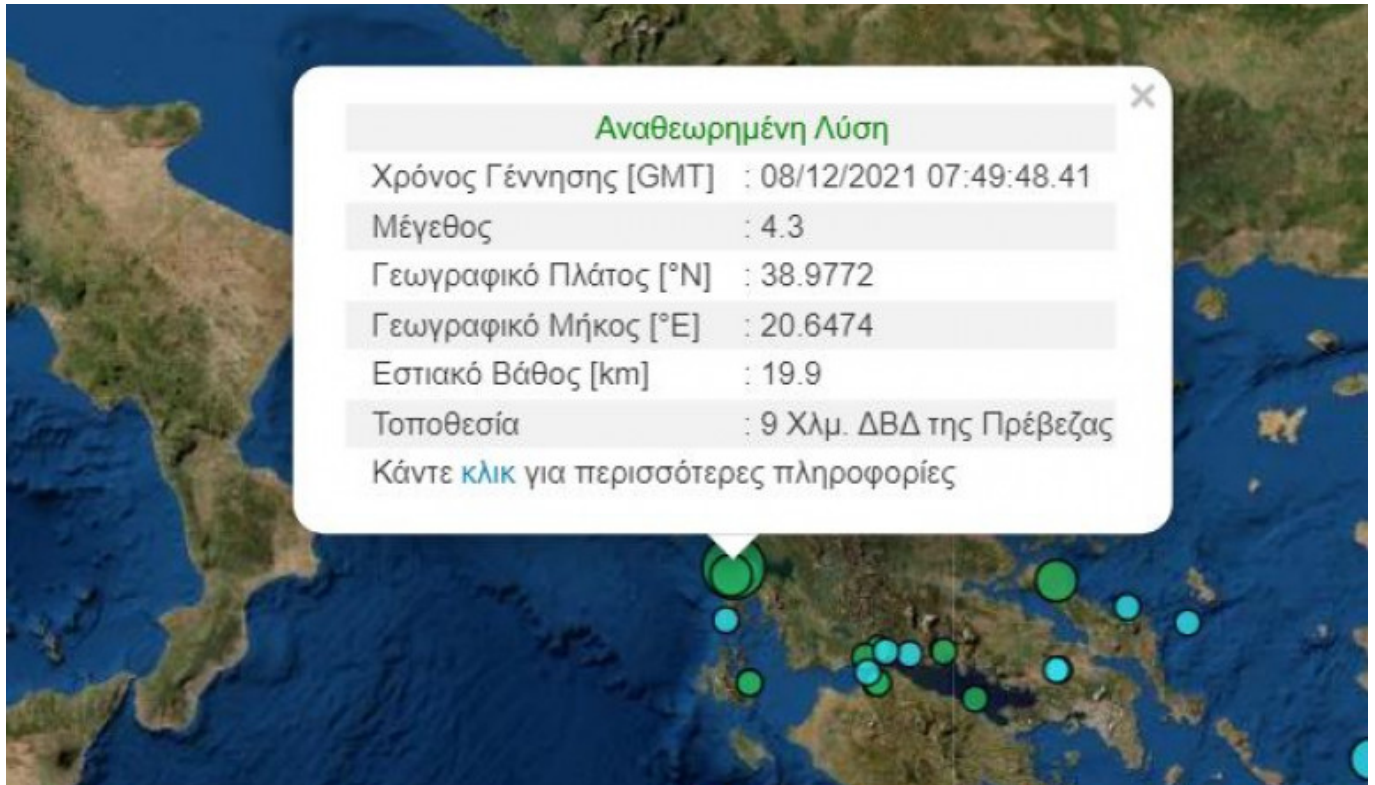 ×
Αναθεωρημένη Λύση
Χρόνος Γέννησης [GMT] : 08/12/2021 07:49:48.41
Μέγεθος : 4.3
Γεωγραφικό Πλάτος [°N] : 38.9772
Γεωγραφικό Μήκος [°E] : 20.6474
Εστιακό Βάθος [km] : 19.9
Τοποθεσία : 9 Χλμ. ΔΒΔ της Πρέβεζας
Κάντε κλικ για περισσότερες πληροφορίες